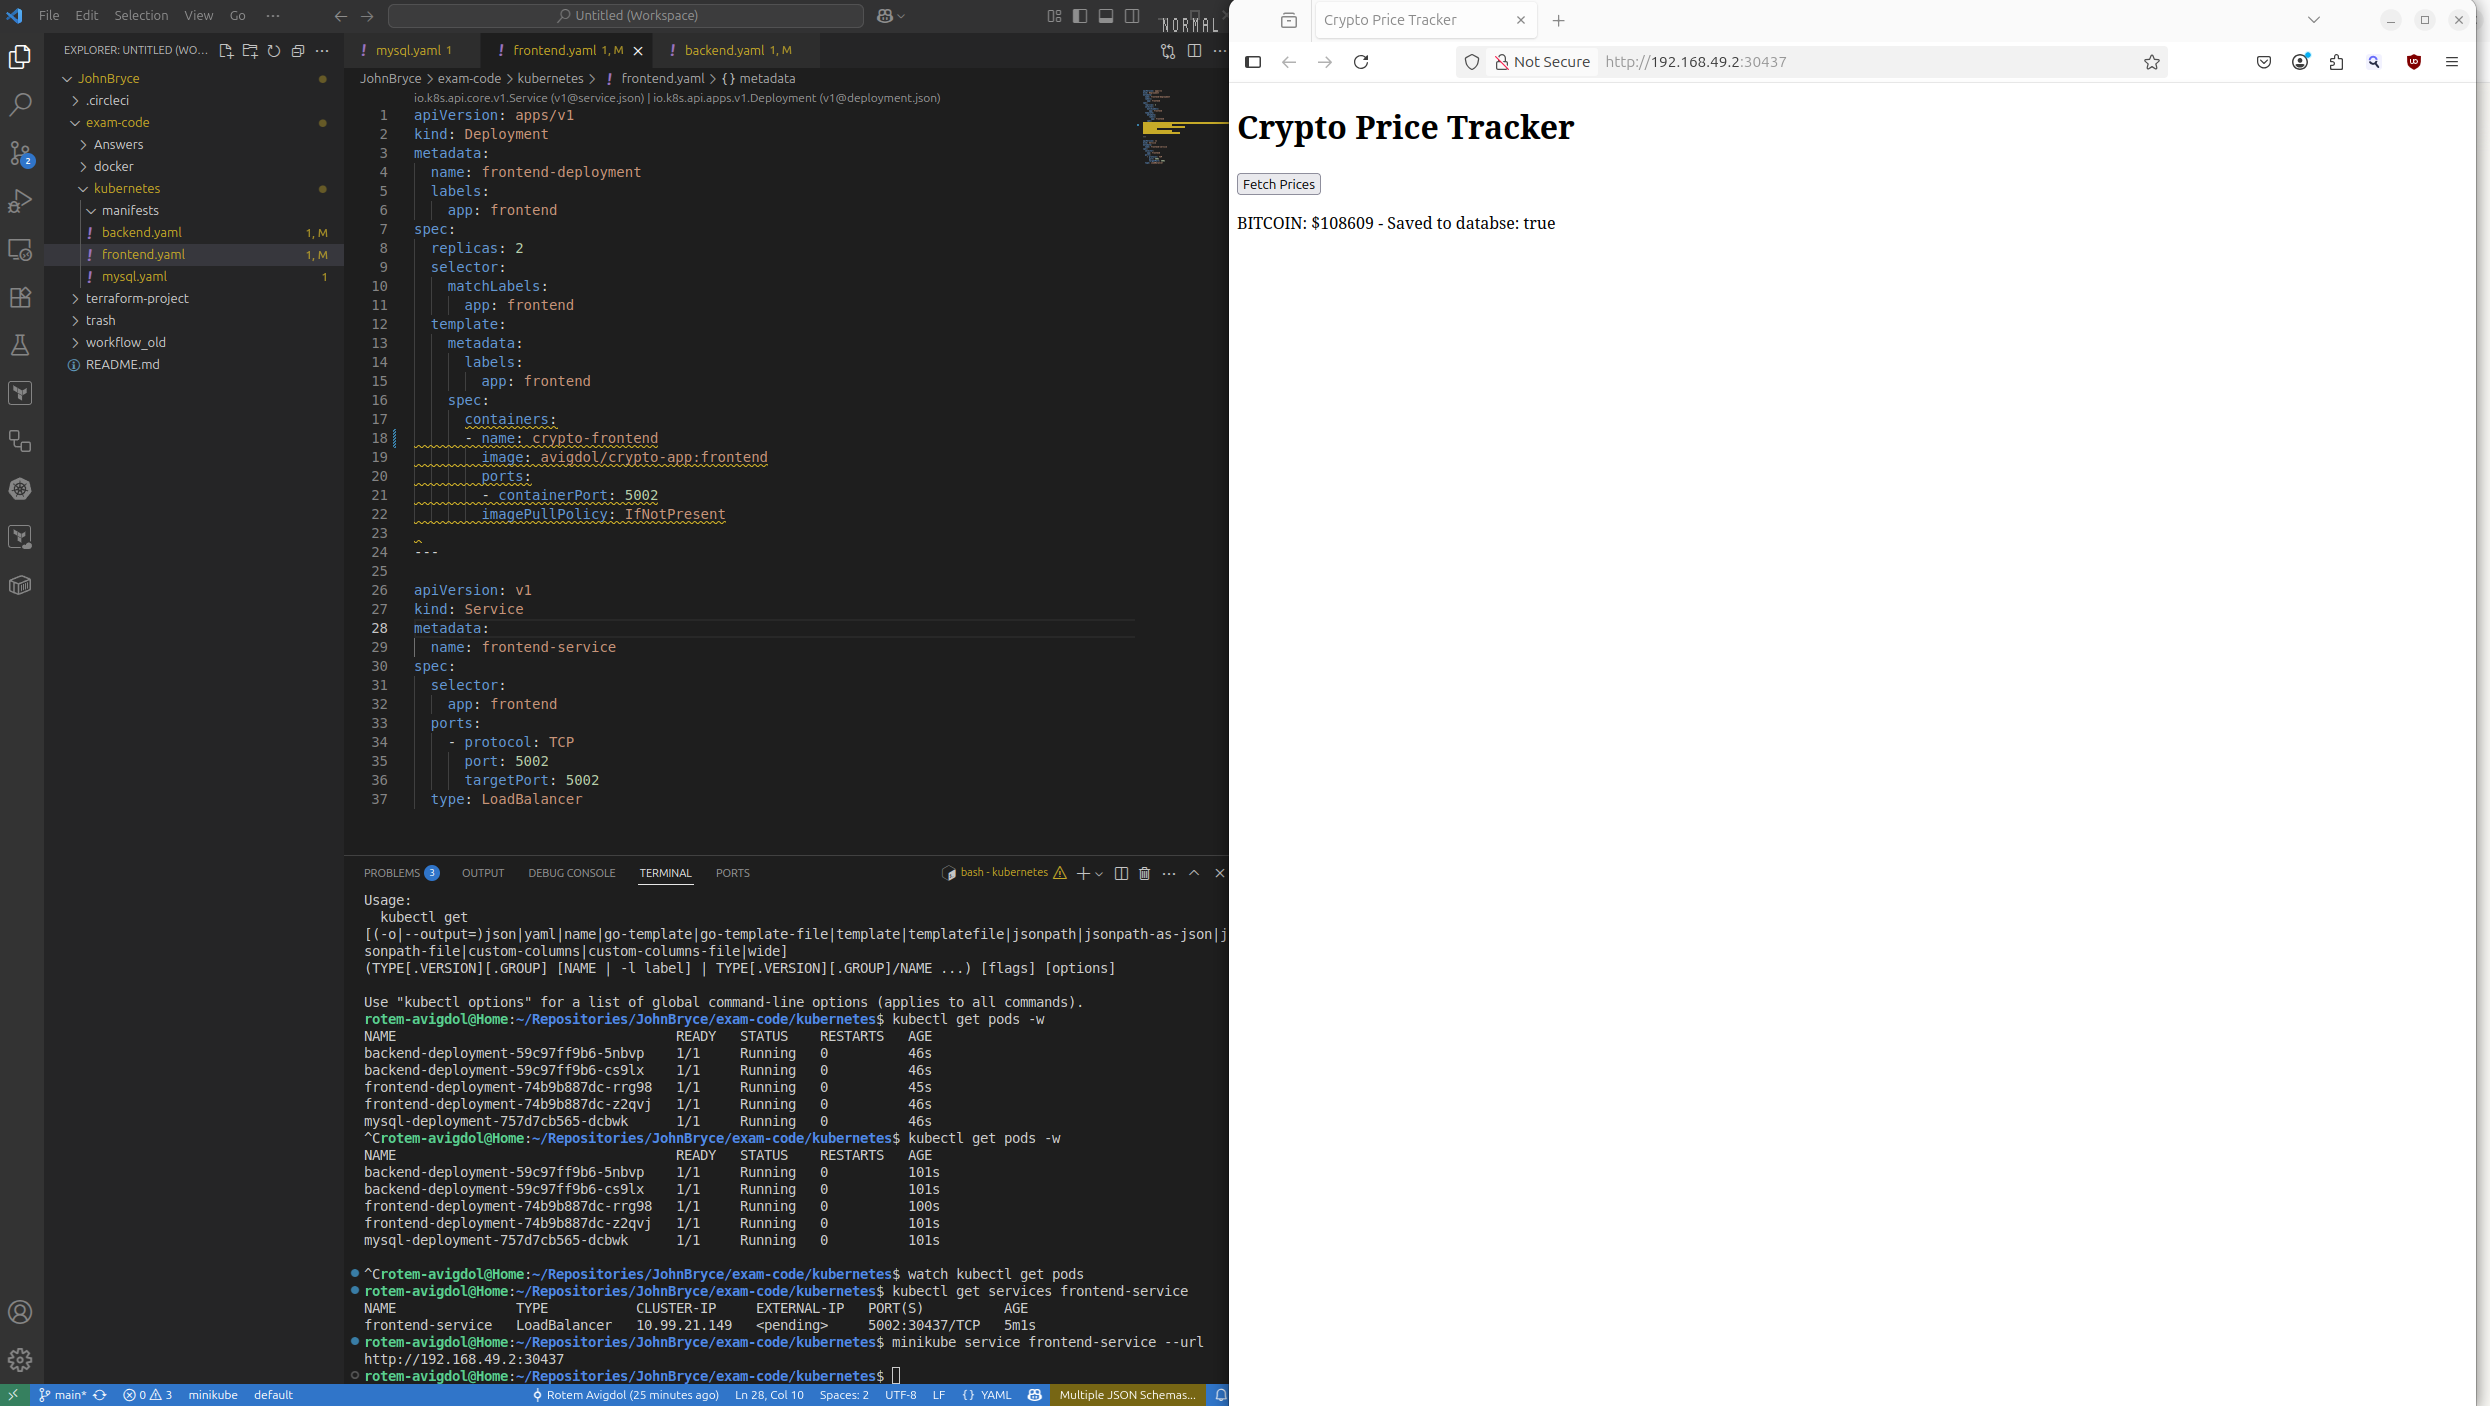 File Edit Selection View Go ···
Untitled (Workspace)
NORMAL
EXPLORER: UNTITLED (WO...
JohnBryce
.circleci
exam-code
Answers
docker
kubernetes
manifests
backend.yaml 1, M
frontend.yaml 1, M
mysql.yaml 1
terraform-project
trash
workflow_old
README.md
2
mysql.yaml 1
frontend.yaml 1, M
backend.yaml 1, M
JohnBryce > exam-code > kubernetes > ! frontend.yaml > {} metadata
io.k8s.api.core.v1.Service (v1@service.json) | io.k8s.api.apps.v1.Deployment (v1@deployment.json)
1 apiVersion: apps/v1
2 kind: Deployment
3 metadata:
4 name: frontend-deployment
5 labels:
6 app: frontend
7 spec:
8 replicas: 2
9 selector:
10 matchLabels:
11 app: frontend
12 template:
13 metadata:
14 labels:
15 app: frontend
16 spec:
17 containers:
18 - name: crypto-frontend
19 image: avigdol/crypto-app:frontend
20 ports:
21 - containerPort: 5002
22 imagePullPolicy: IfNotPresent
23
24 ---
25
26 apiVersion: v1
27 kind: Service
28 metadata:
29 name: frontend-service
30 spec:
31 selector:
32 app: frontend
33 ports:
34 - protocol: TCP
35 port: 5002
36 targetPort: 5002
37 type: LoadBalancer
PROBLEMS 3 OUTPUT DEBUG CONSOLE TERMINAL PORTS
bash - kubernetes
Usage:
kubectl get
[(-o|--output=)json|yaml|name|go-template|go-template-file|template|templatefile|jsonpath|jsonpath-as-json|j
sonpath-file|custom-columns|custom-columns-file|wide]
(TYPE[.VERSION][.GROUP] [NAME | -l label] | TYPE[.VERSION][.GROUP]/NAME ...) [flags] [options]
Use "kubectl options" for a list of global command-line options (applies to all commands).
rotem-avigdol@Home:~/Repositories/JohnBryce/exam-code/kubernetes$ kubectl get pods -w
NAME READY STATUS RESTARTS AGE
backend-deployment-59c97ff9b6-5nbvp 1/1 Running 0 46s
backend-deployment-59c97ff9b6-cs9lx 1/1 Running 0 46s
frontend-deployment-74b9b887dc-rrg98 1/1 Running 0 45s
frontend-deployment-74b9b887dc-z2qvj 1/1 Running 0 46s
mysql-deployment-757d7cb565-dcbwk 1/1 Running 0 46s
^Crotem-avigdol@Home:~/Repositories/JohnBryce/exam-code/kubernetes$ kubectl get pods -w
NAME READY STATUS RESTARTS AGE
backend-deployment-59c97ff9b6-5nbvp 1/1 Running 0 101s
backend-deployment-59c97ff9b6-cs9lx 1/1 Running 0 101s
frontend-deployment-74b9b887dc-rrg98 1/1 Running 0 100s
frontend-deployment-74b9b887dc-z2qvj 1/1 Running 0 101s
mysql-deployment-757d7cb565-dcbwk 1/1 Running 0 101s
^Crotem-avigdol@Home:~/Repositories/JohnBryce/exam-code/kubernetes$ watch kubectl get pods
rotem-avigdol@Home:~/Repositories/JohnBryce/exam-code/kubernetes$ kubectl get services frontend-service
NAME TYPE CLUSTER-IP EXTERNAL-IP PORT(S) AGE
frontend-service LoadBalancer 10.99.21.149 <pending> 5002:30437/TCP 5m1s
rotem-avigdol@Home:~/Repositories/JohnBryce/exam-code/kubernetes$ minikube service frontend-service --url
http://192.168.49.2:30437
rotem-avigdol@Home:~/Repositories/JohnBryce/exam-code/kubernetes$
main* 0 3 minikube default Rotem Avigdol (25 minutes ago) Ln 28, Col 10 Spaces: 2 UTF-8 LF {} YAML Multiple JSON Schemas...
Crypto Price Tracker
Not Secure http://192.168.49.2:30437
Crypto Price Tracker
Fetch Prices
BITCOIN: $108609 - Saved to databse: true